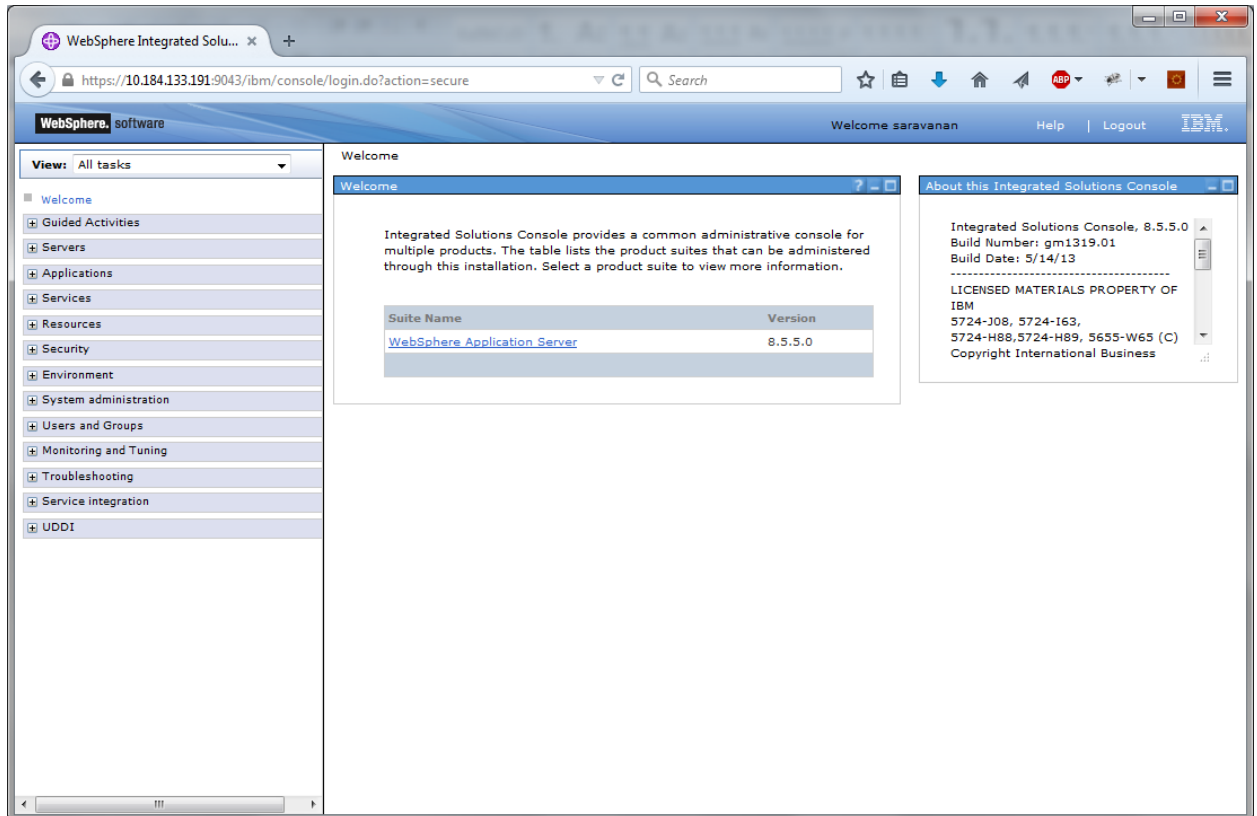 WebSphere Integrated Solu...
https://10.184.133.191:9043/ibm/console/login.do?action=secure
Search
ABP
WebSphere. software
Welcome saravanan
Help | Logout
IBM.
View: All tasks
Welcome
Guided Activities
Servers
Applications
Services
Resources
Security
Environment
System administration
Users and Groups
Monitoring and Tuning
Troubleshooting
Service integration
UDDI
Welcome
Welcome
Integrated Solutions Console provides a common administrative console for
multiple products. The table lists the product suites that can be administered
through this installation. Select a product suite to view more information.
Suite Name Version
WebSphere Application Server 8.5.5.0
About this Integrated Solutions Console
Integrated Solutions Console, 8.5.5.0
Build Number: gm1319.01
Build Date: 5/14/13
----------------------------------------
LICENSED MATERIALS PROPERTY OF
IBM
5724-J08, 5724-I63,
5724-H88,5724-H89, 5655-W65 (C)
Copyright International Business